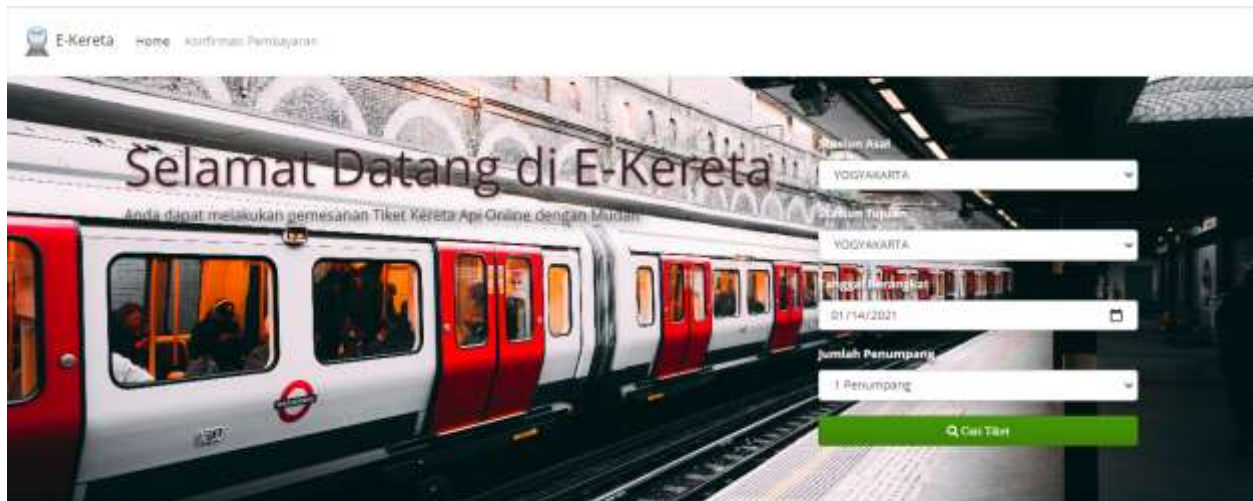 E-Kereta Home Konfirmasi Pembayaran
Selamat Datang di E-Kereta
Anda dapat melakukan pemesanan Tiket Kereta Api Online dengan Mudah
Stasiun Asal
YOGYAKARTA
Stasiun Tujuan
YOGYAKARTA
Tanggal Berangkat
01/14/2021
Jumlah Penumpang
1 Penumpang
Cari Tiket